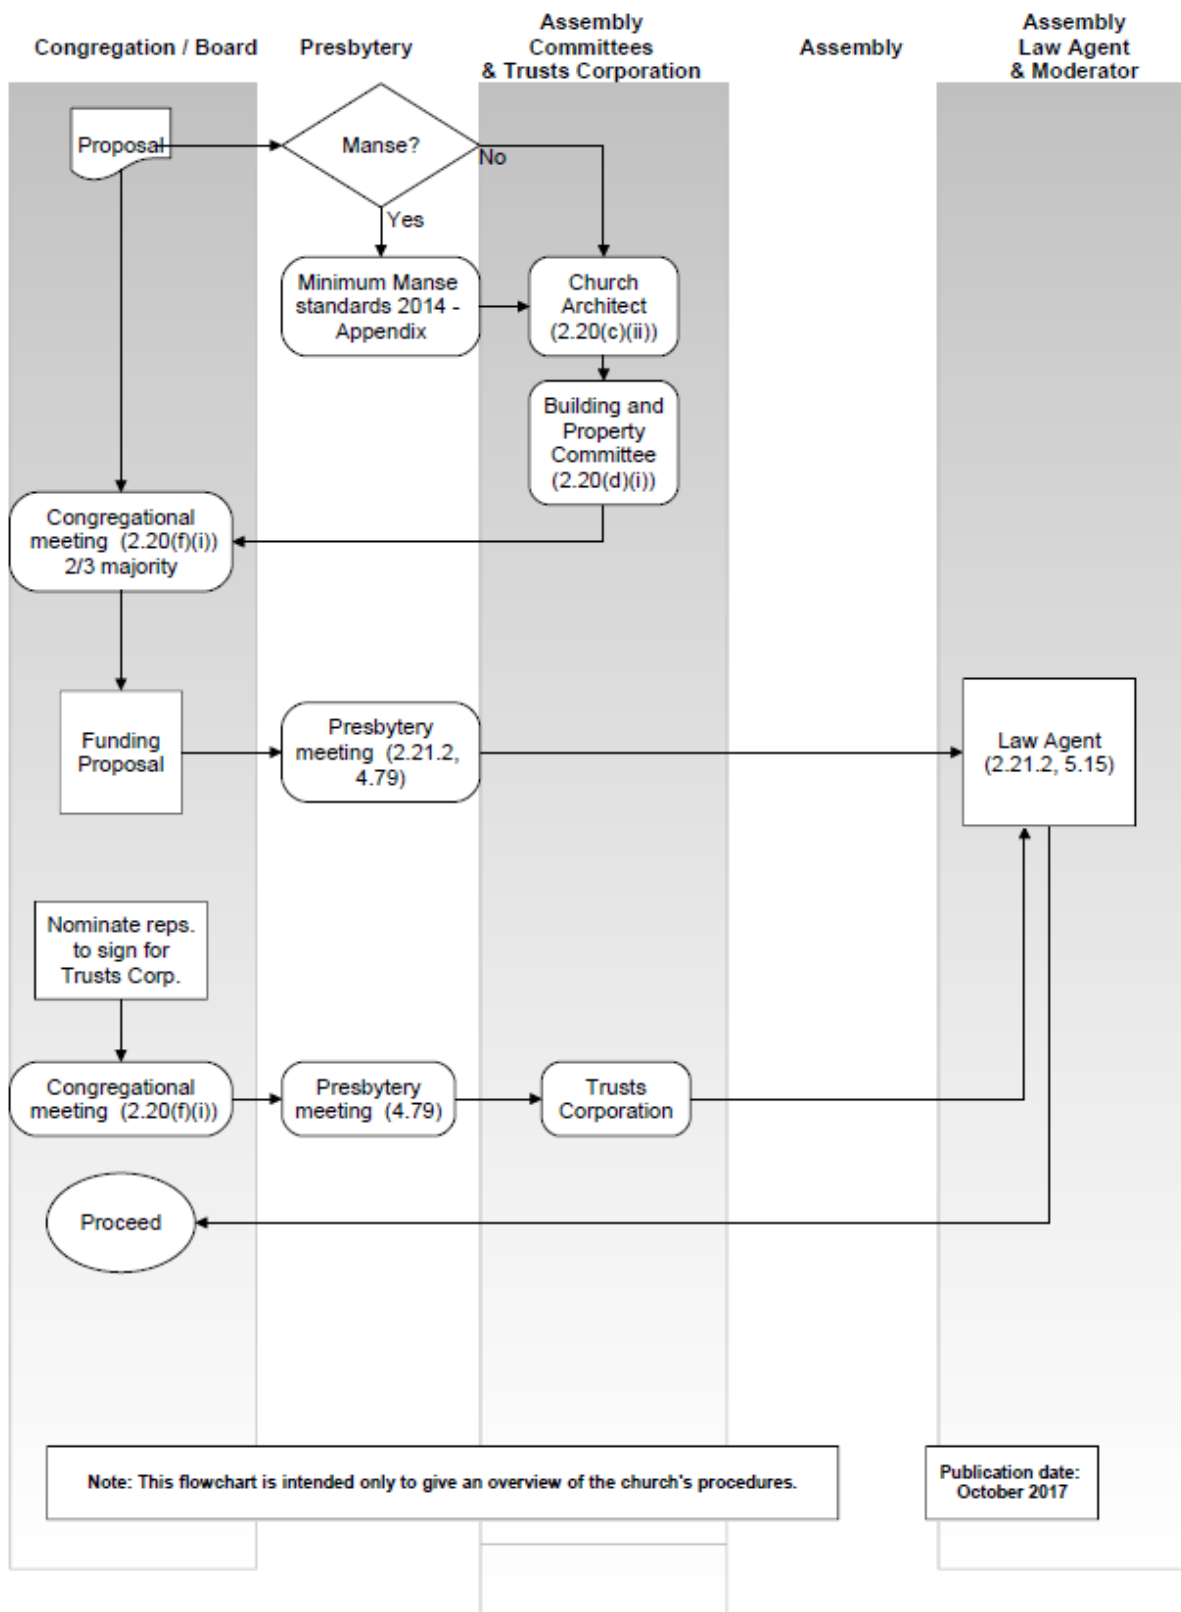 Congregation / Board
Presbytery
Assembly
Committees
& Trusts Corporation
Assembly
Assembly
Law Agent
& Moderator
Proposal
Manse?
No
Yes
Minimum Manse
standards 2014 -
Appendix
Church
Architect
(2.20(c)(ii))
Building and
Property
Committee
(2.20(d)(i))
Congregational
meeting (2.20(f)(i))
2/3 majority
Funding
Proposal
Presbytery
meeting (2.21.2,
4.79)
Law Agent
(2.21.2, 5.15)
Nominate reps.
to sign for
Trusts Corp.
Congregational
meeting (2.20(f)(i))
Presbytery
meeting (4.79)
Trusts
Corporation
Proceed
Note: This flowchart is intended only to give an overview of the church's procedures.
Publication date:
October 2017